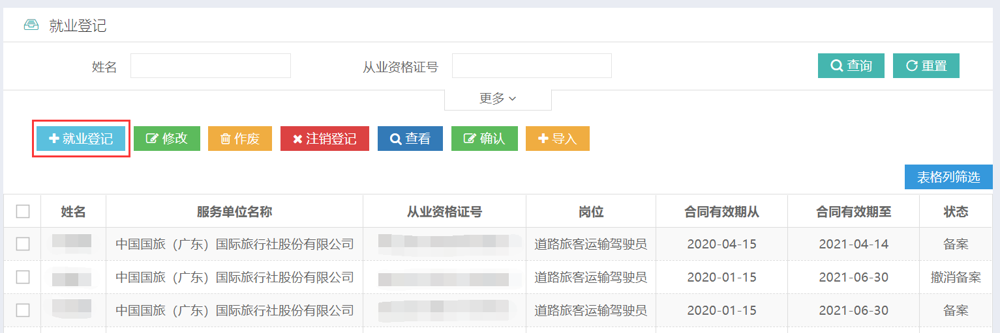 就业登记
姓名 从业资格证号 查询 重置
更多
就业登记 修改 作废 注销登记 查看 确认 导入
表格列筛选
姓名 服务单位名称 从业资格证号 岗位 合同有效期从 合同有效期至 状态
中国国旅（广东）国际旅行社股份有限公司 道路旅客运输驾驶员 2020-04-15 2021-04-14 备案
中国国旅（广东）国际旅行社股份有限公司 道路旅客运输驾驶员 2020-01-15 2021-06-30 撤消备案
中国国旅（广东）国际旅行社股份有限公司 道路旅客运输驾驶员 2020-01-15 2021-06-30 备案